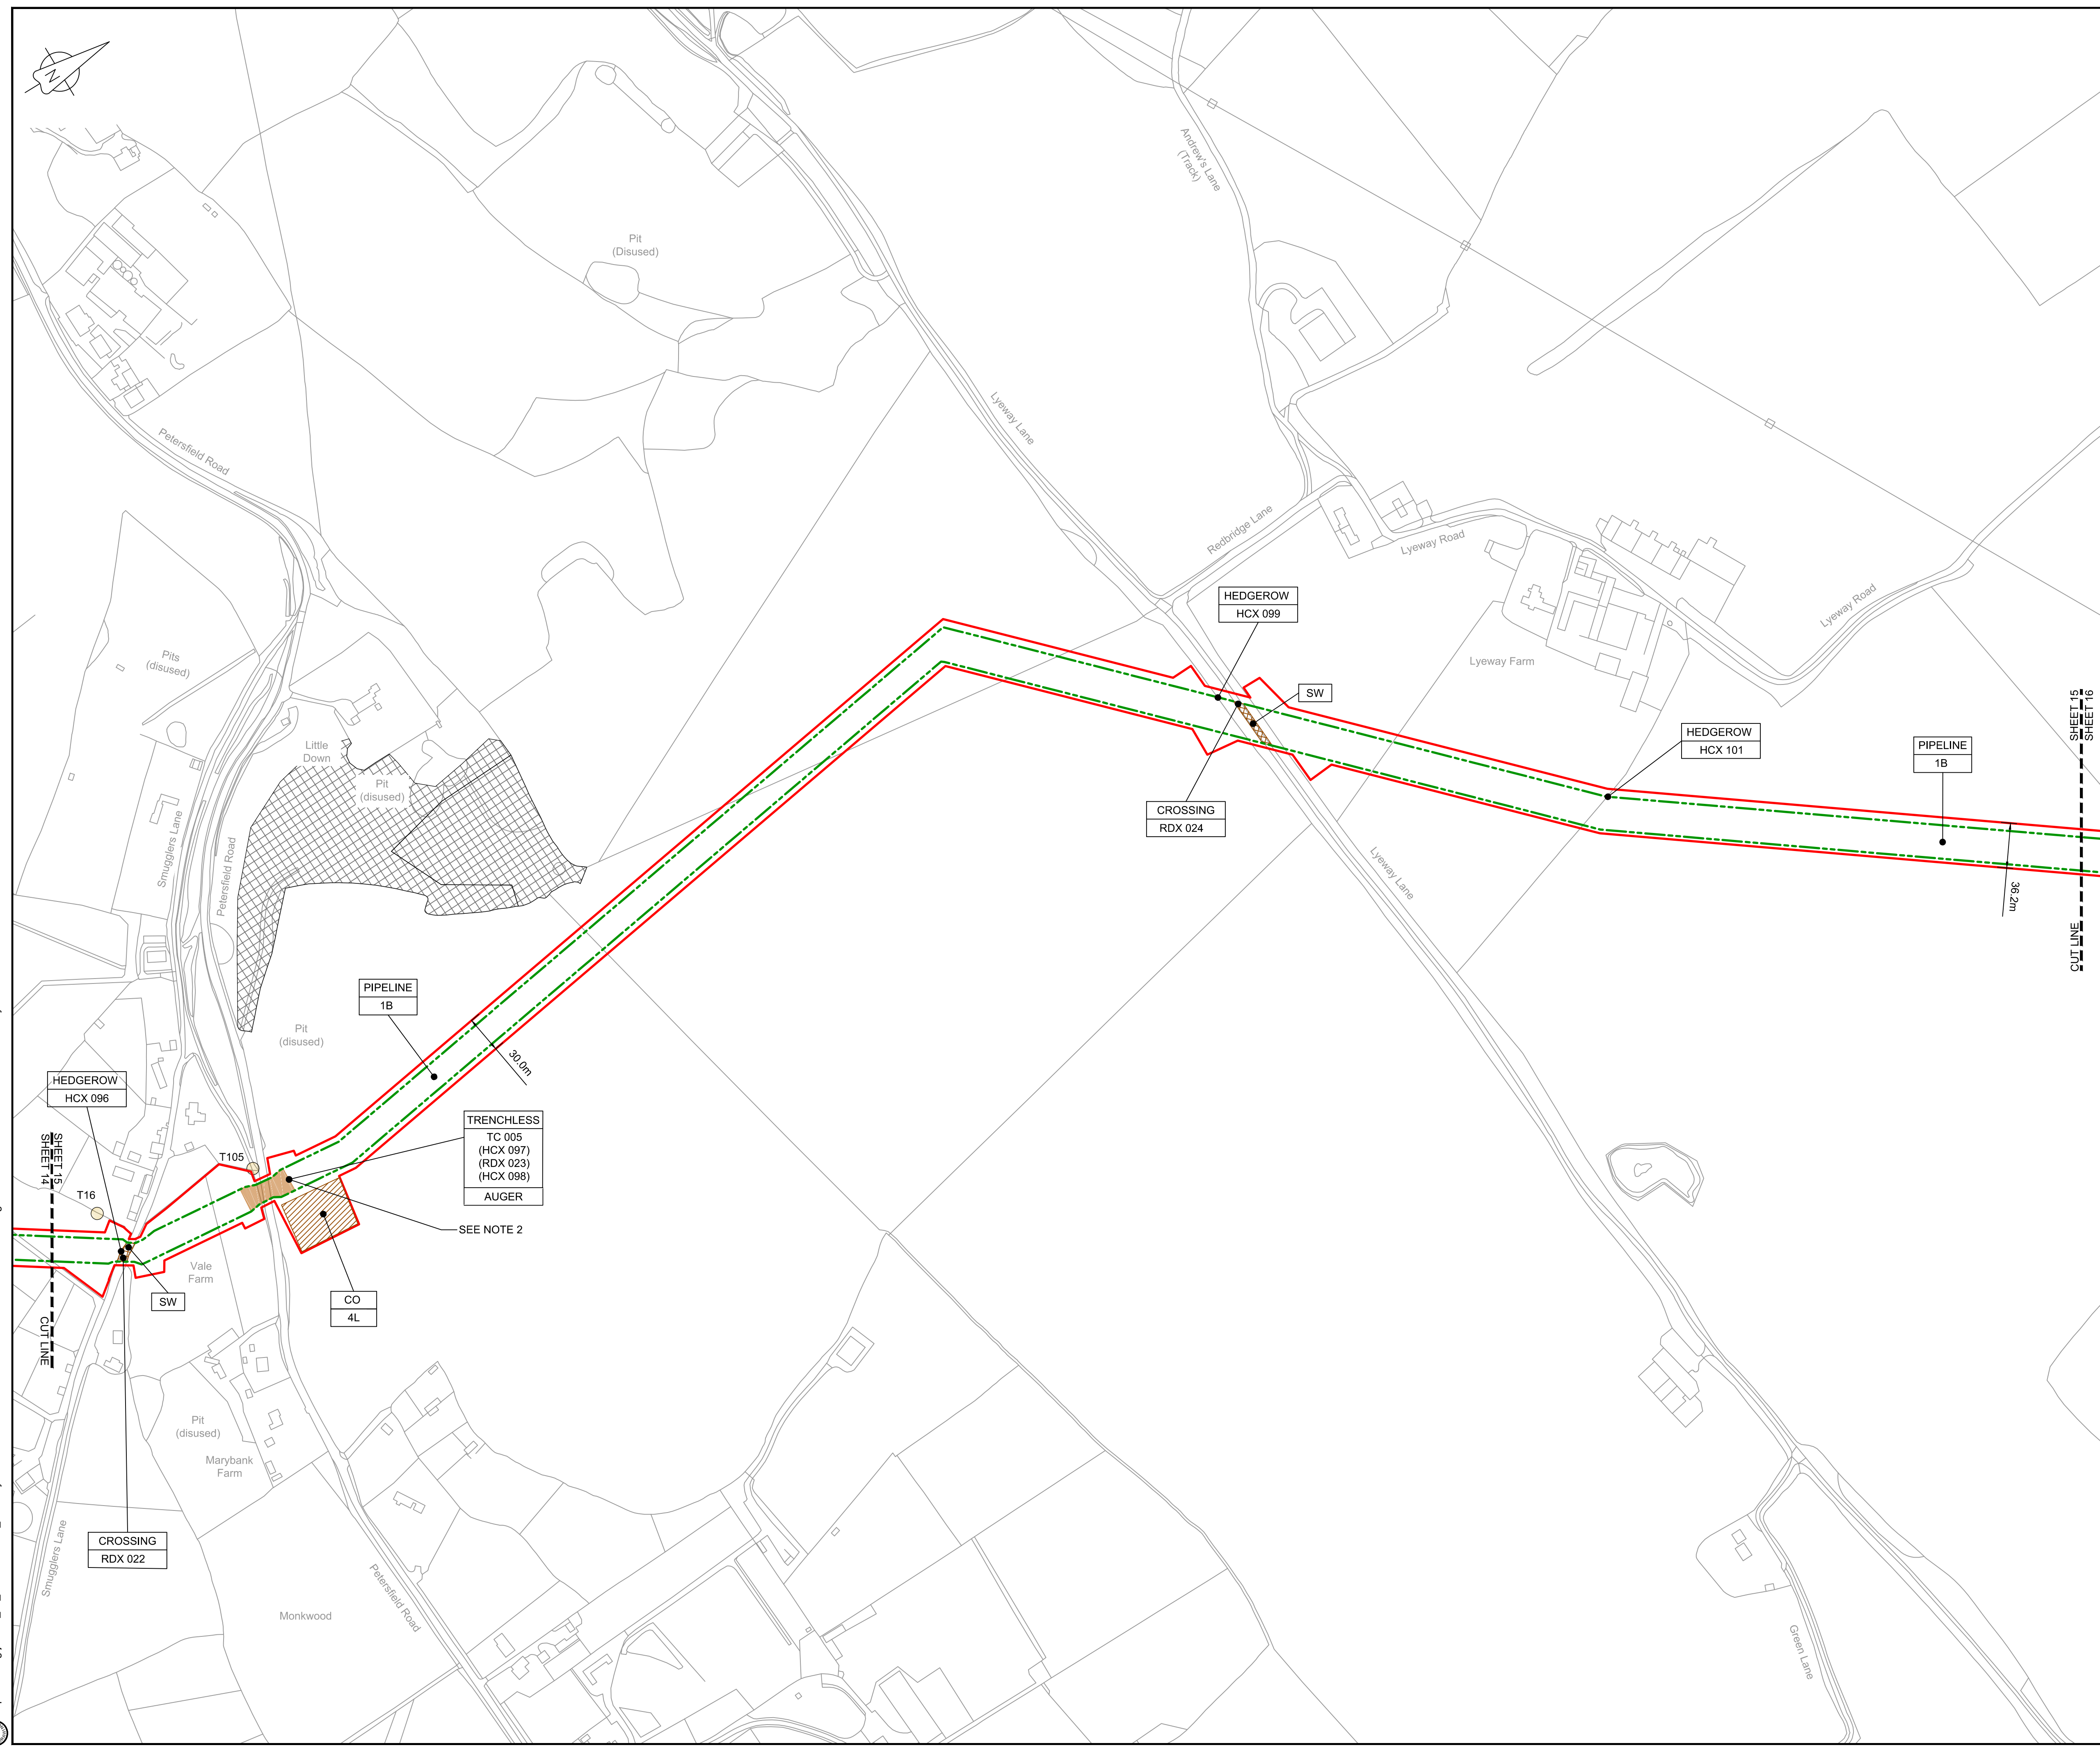 N
Andrew's Lane
(Track)
Pit
(Disused)
Lyeway Lane
Petersfield Road
Redbridge Lane
Lyeway Road
Lyeway Road
HEDGEROW
HCX 099
Pits
(disused)
Lyeway Farm
SW
SHEET 15
SHEET 16
Little
Down
HEDGEROW
HCX 101
PIPELINE
1B
Pit
(disused)
CROSSING
RDX 024
Smugglers Lane
Petersfield Road
Lyeway Lane
36.2m
CUT LINE
PIPELINE
1B
Pit
(disused)
30.0m
HEDGEROW
HCX 096
TRENCHLESS
TC 005
(HCX 097)
(RDX 023)
(HCX 098)
AUGER
SHEET 15
SHEET 14
T105
T16
SEE NOTE 2
Vale
Farm
SW
CO
4L
CUT LINE
Pit
(disused)
Marybank
Farm
CROSSING
RDX 022
Smugglers Lane
Petersfield Road
Monkwood
Green Lane